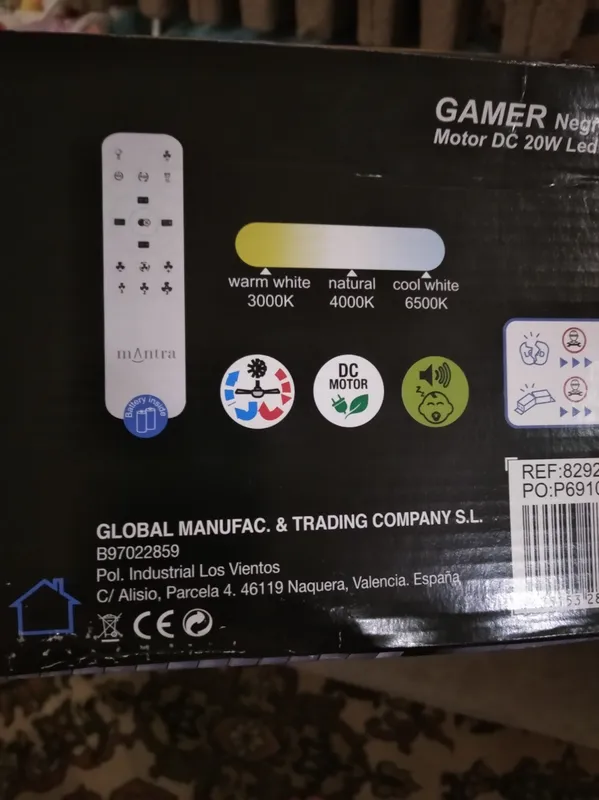 GAMER Negr
Motor DC 20W Led
warm white
3000K
natural
4000K
cool white
6500K
mAntra
Battery inside
DC
MOTOR
z z
REF:8292
PO:P6910
GLOBAL MANUFAC. & TRADING COMPANY S.L.
B97022859
Pol. Industrial Los Vientos
C/ Alisio, Parcela 4. 46119 Naquera, Valencia. España
CE